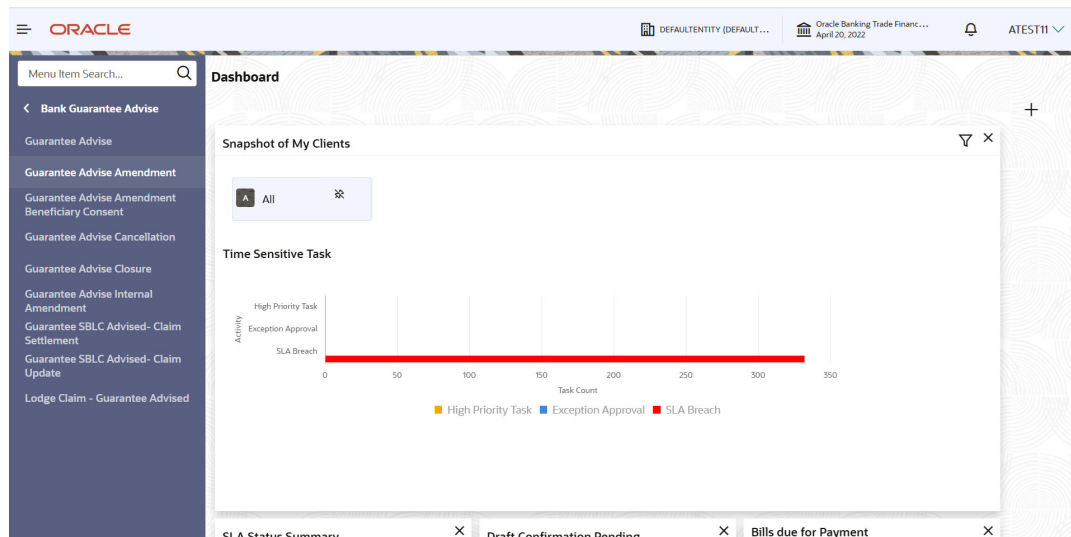 ORACLE
DEFAULTENTITY (DEFAULT...
Oracle Banking Trade Financ...
April 20, 2022
ATEST11
Menu Item Search...
Bank Guarantee Advise
Guarantee Advise
Guarantee Advise Amendment
Guarantee Advise Amendment
Beneficiary Consent
Guarantee Advise Cancellation
Guarantee Advise Closure
Guarantee Advise Internal
Amendment
Guarantee SBLC Advised- Claim
Settlement
Guarantee SBLC Advised- Claim
Update
Lodge Claim - Guarantee Advised
Dashboard
Snapshot of My Clients
A All
Time Sensitive Task
Activity
High Priority Task
Exception Approval
SLA Breach
0 50 100 150 200 250 300 350
Task Count
High Priority Task Exception Approval SLA Breach
SLA Status Summary
Draft Confirmation Pending
Bills due for Payment